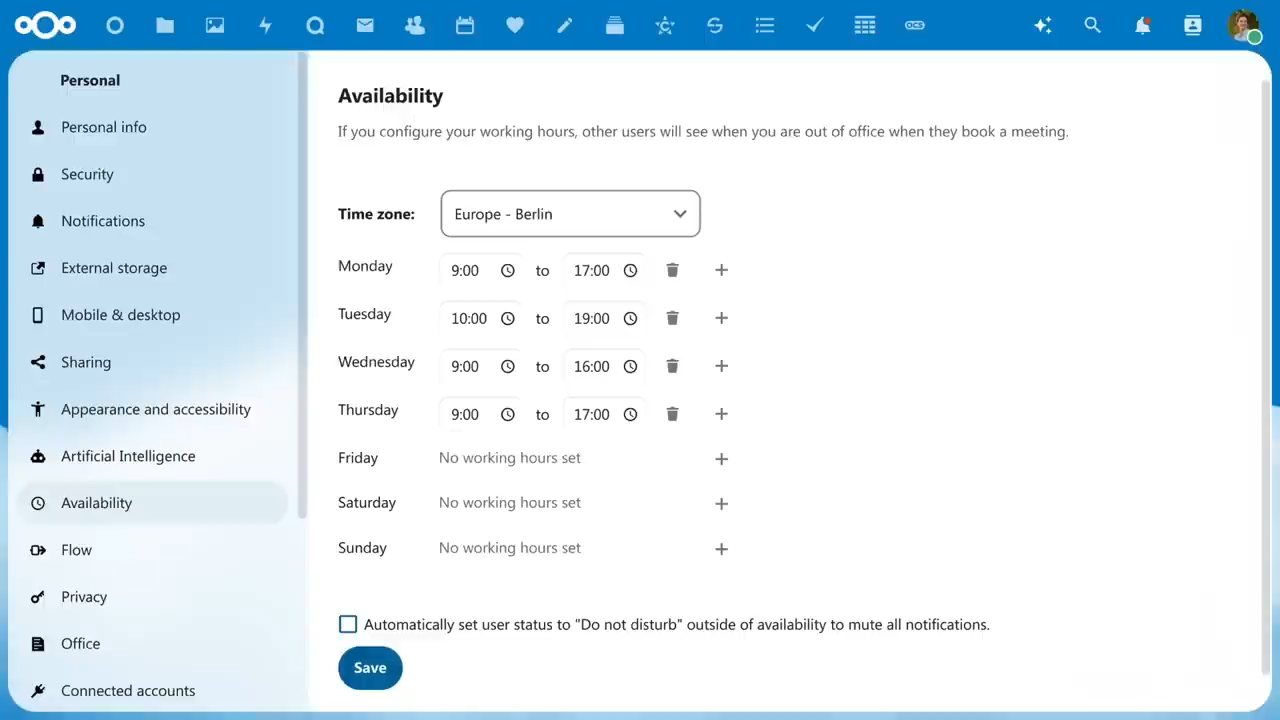 Personal
Personal info
Security
Notifications
External storage
Mobile & desktop
Sharing
Appearance and accessibility
Artificial Intelligence
Availability
Flow
Privacy
Office
Connected accounts
Availability
If you configure your working hours, other users will see when you are out of office when they book a meeting.
Time zone: Europe - Berlin
Monday 9:00 to 17:00
Tuesday 10:00 to 19:00
Wednesday 9:00 to 16:00
Thursday 9:00 to 17:00
Friday No working hours set
Saturday No working hours set
Sunday No working hours set
Automatically set user status to "Do not disturb" outside of availability to mute all notifications.
Save